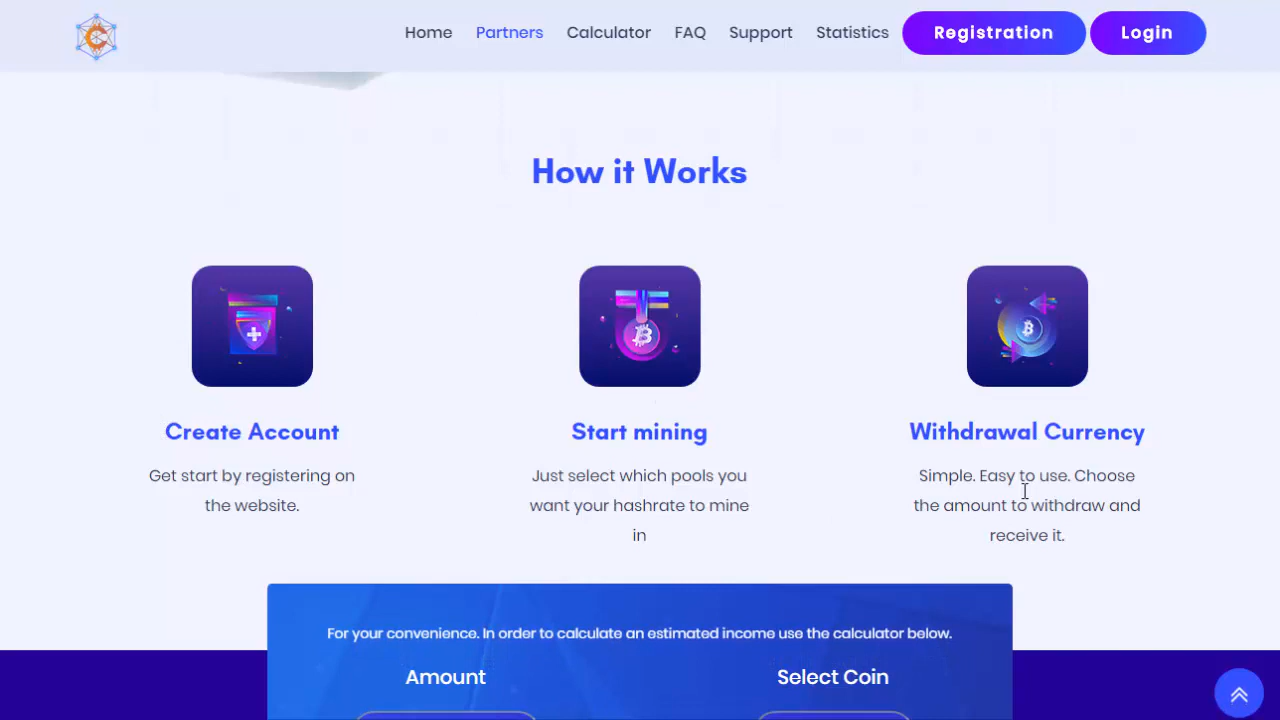 Home Partners Calculator FAQ Support Statistics Registration Login
How it Works
Create Account
Get start by registering on
the website.
Start mining
Just select which pools you
want your hashrate to mine
in
Withdrawal Currency
Simple. Easy to use. Choose
the amount to withdraw and
receive it.
For your convenience. In order to calculate an estimated income use the calculator below.
Amount Select Coin